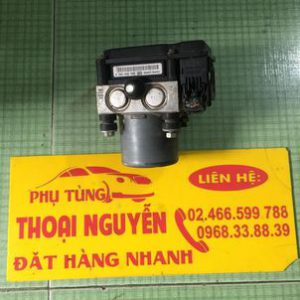 PHỤ TÙNG
THOẠI NGUYỄN
ĐẶT HÀNG NHANH
LIÊN HỆ:
02.466.599.788
0968.33.88.39